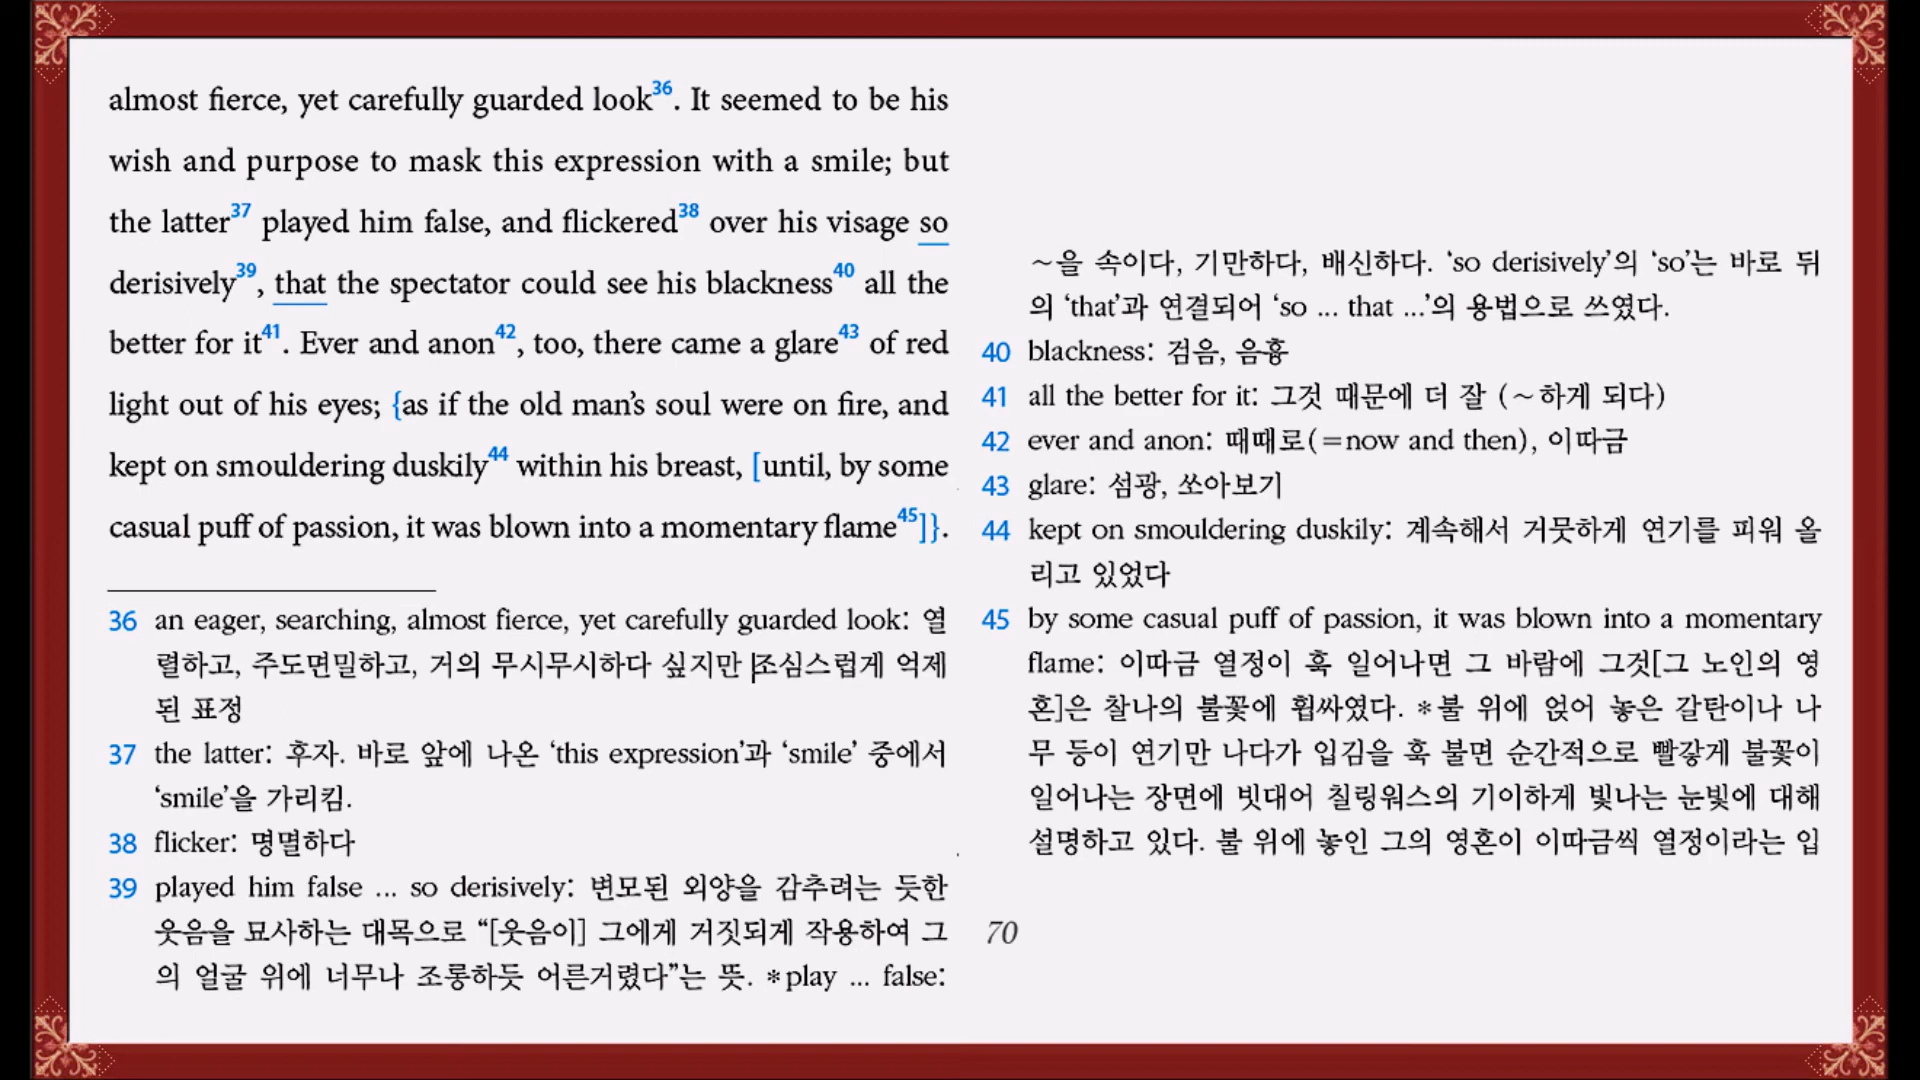 almost fierce, yet carefully guarded look36. It seemed to be his
wish and purpose to mask this expression with a smile; but
the latter37 played him false, and flickered38 over his visage so
derisively39, that the spectator could see his blackness40 all the
better for it41. Ever and anon42, too, there came a glare43 of red
light out of his eyes; {as if the old man's soul were on fire, and
kept on smouldering duskily44 within his breast, [until, by some
casual puff of passion, it was blown into a momentary flame45]}.
36 an eager, searching, almost fierce, yet carefully guarded look: 열
렬하고, 주도면밀하고, 거의 무시무시하다 싶지만 조심스럽게 억제
된 표정
37 the latter: 후자. 바로 앞에 나온 ‘this expression’과 ‘smile’ 중에서
‘smile’을 가리킴.
38 flicker: 명멸하다
39 played him false ... so derisively: 변모된 외양을 감추려는 듯한
웃음을 묘사하는 대목으로 “[웃음이] 그에게 거짓되게 작용하여 그
의 얼굴 위에 너무나 조롱하듯 어른거렸다”는 뜻. *play ... false:
~을 속이다, 기만하다, 배신하다. ‘so derisively’의 ‘so’는 바로 뒤
의 ‘that’과 연결되어 ‘so ... that ...’의 용법으로 쓰였다.
40 blackness: 검음, 음흉
41 all the better for it: 그것 때문에 더 잘 (~하게 되다)
42 ever and anon: 때때로(=now and then), 이따금
43 glare: 섬광, 쏘아보기
44 kept on smouldering duskily: 계속해서 거뭇하게 연기를 피워 올
리고 있었다
45 by some casual puff of passion, it was blown into a momentary
flame: 이따금 열정이 훅 일어나면 그 바람에 그것[그 노인의 영
혼]은 찰나의 불꽃에 휩싸였다. *불 위에 얹어 놓은 갈탄이나 나
무 등이 연기만 나다가 입김을 훅 불면 순간적으로 빨갛게 불꽃이
일어나는 장면에 빗대어 칠링워스의 기이하게 빛나는 눈빛에 대해
설명하고 있다. 불 위에 놓인 그의 영혼이 이따금씩 열정이라는 입
70